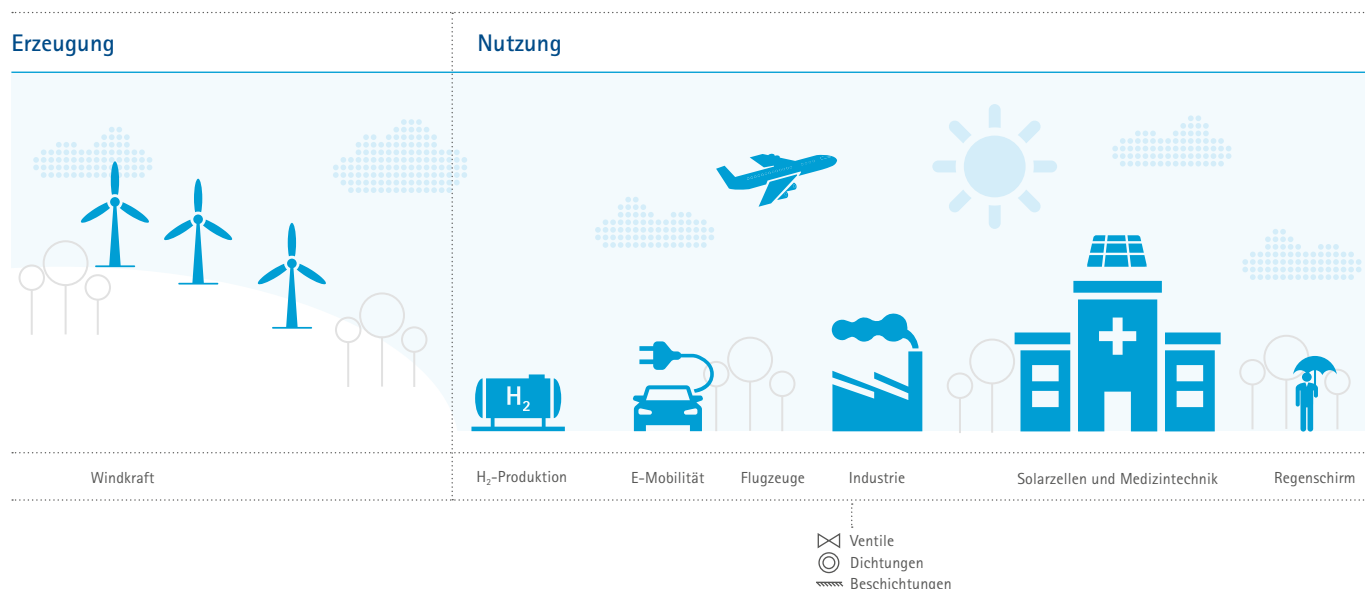 Erzeugung
Nutzung
H₂
Windkraft
H₂-Produktion
E-Mobilität
Flugzeuge
Industrie
Solarzellen und Medizintechnik
Regenschirm
Ventile
Dichtungen
Beschichtungen